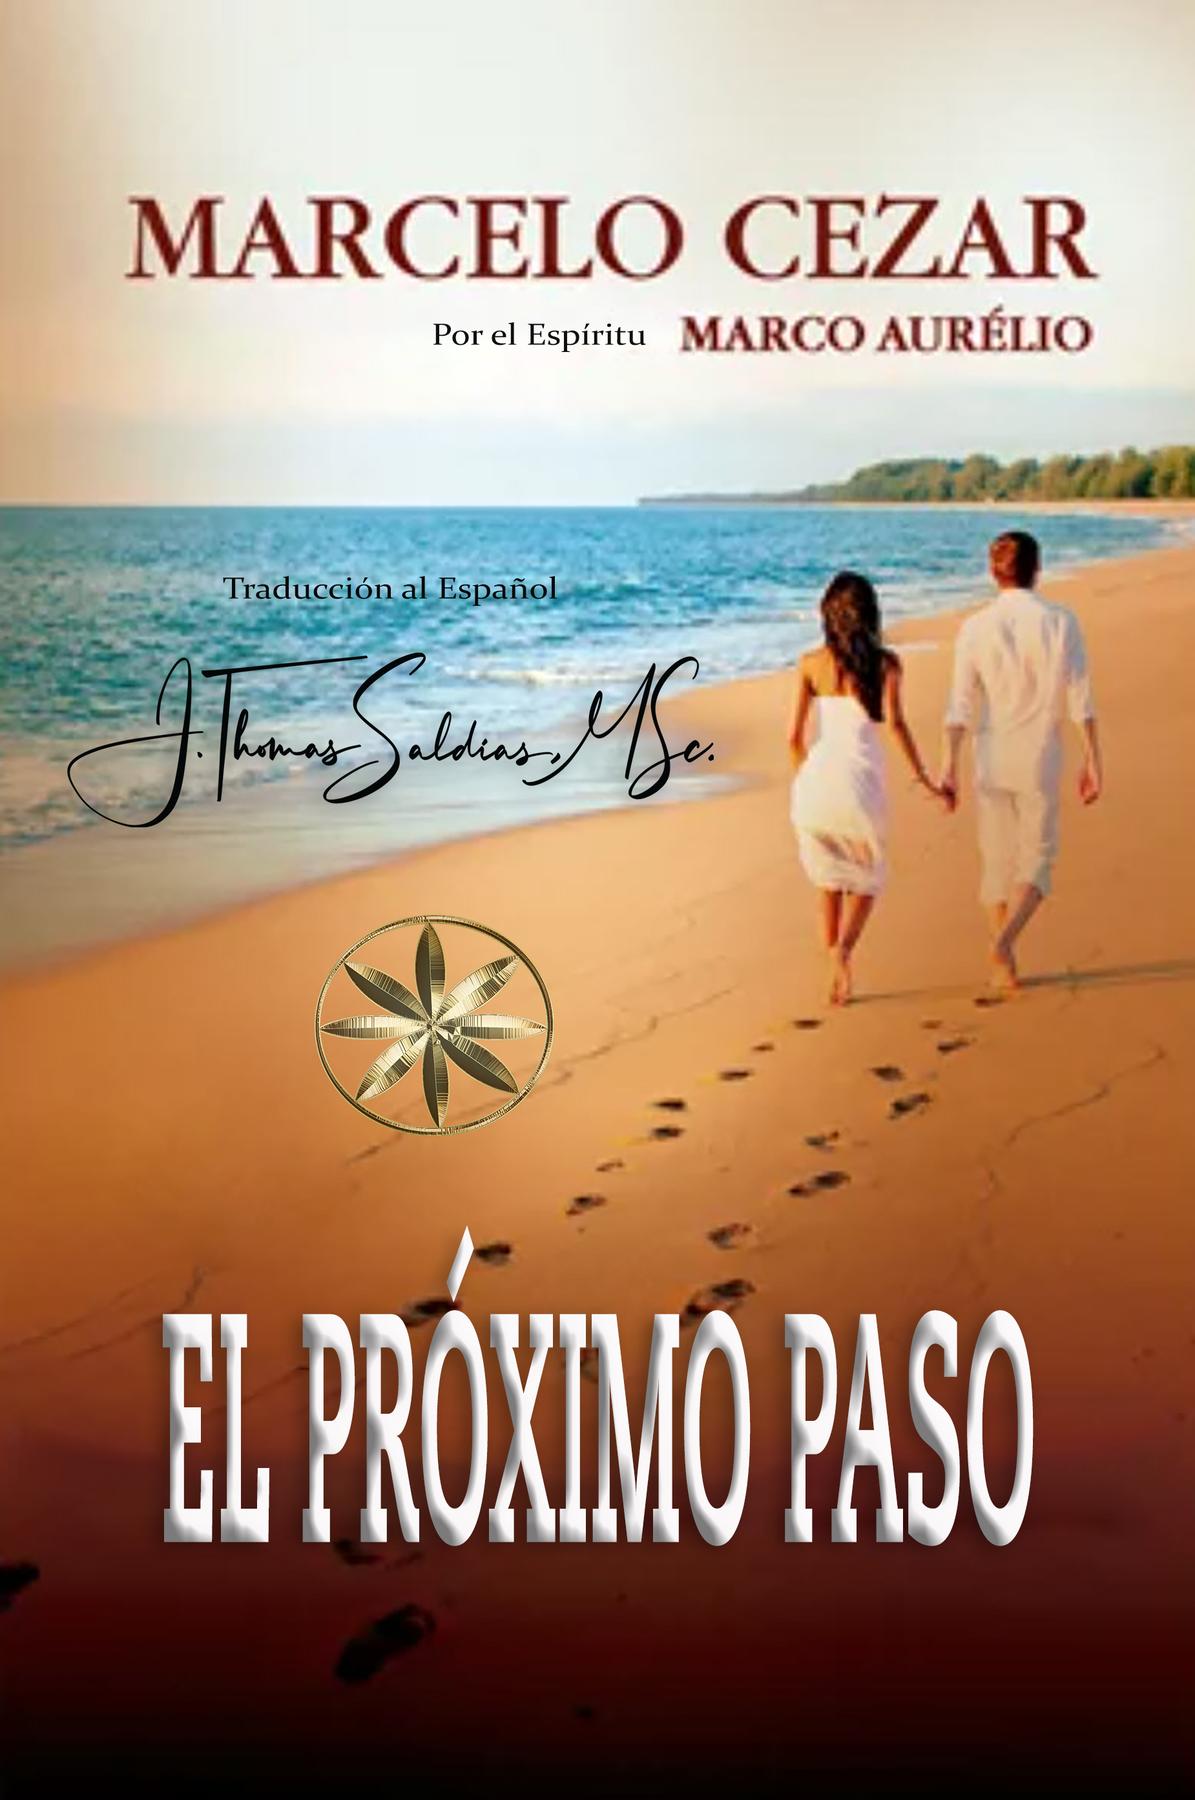 MARCELO CEZAR
Por el Espíritu MARCO AURÉLIO
Traducción al Español
J. Thomas Saldias, MSc.
EL PRÓXIMO PASO